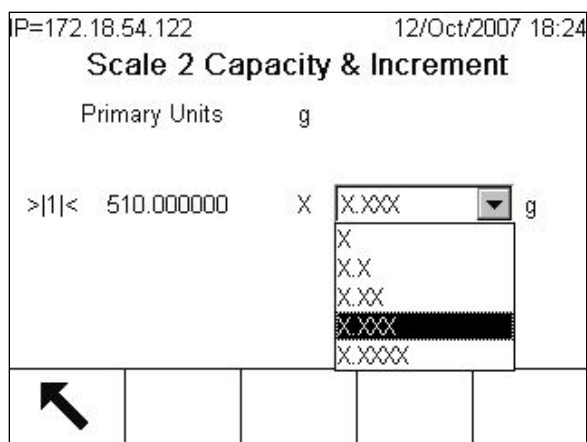 IP=172.18.54.122 12/Oct/2007 18:24
Scale 2 Capacity & Increment
Primary Units g
>|1|< 510.000000 X X.XXX g
X
X.X
X.XX
X.XXX
X.XXXX